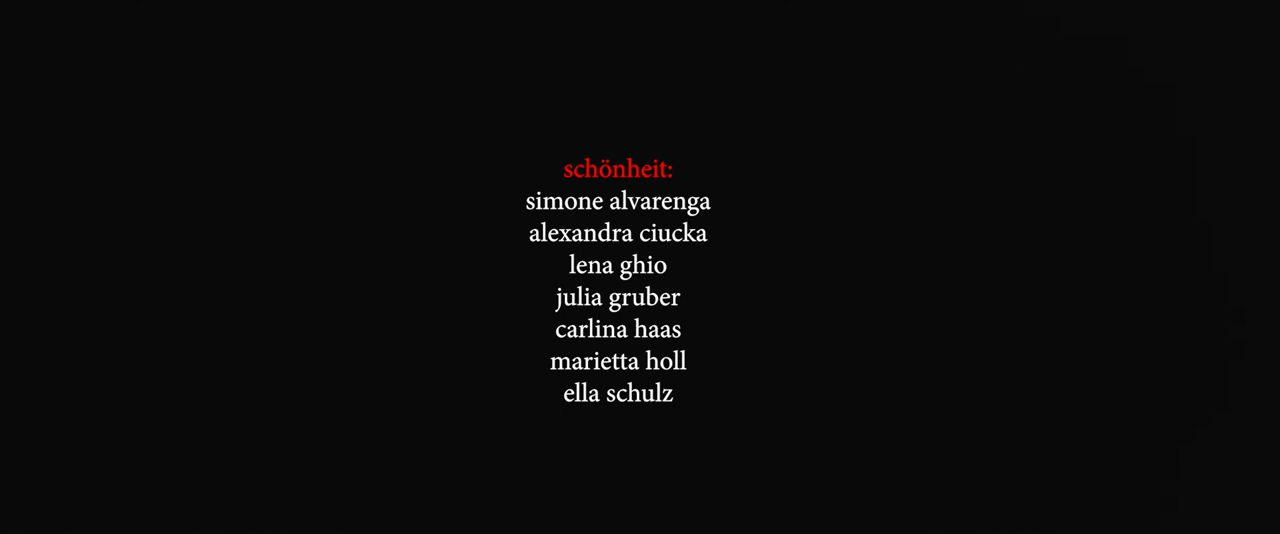 schönheit:
simone alvarenga
alexandra ciucka
lena ghio
julia gruber
carlina haas
marietta holl
ella schulz